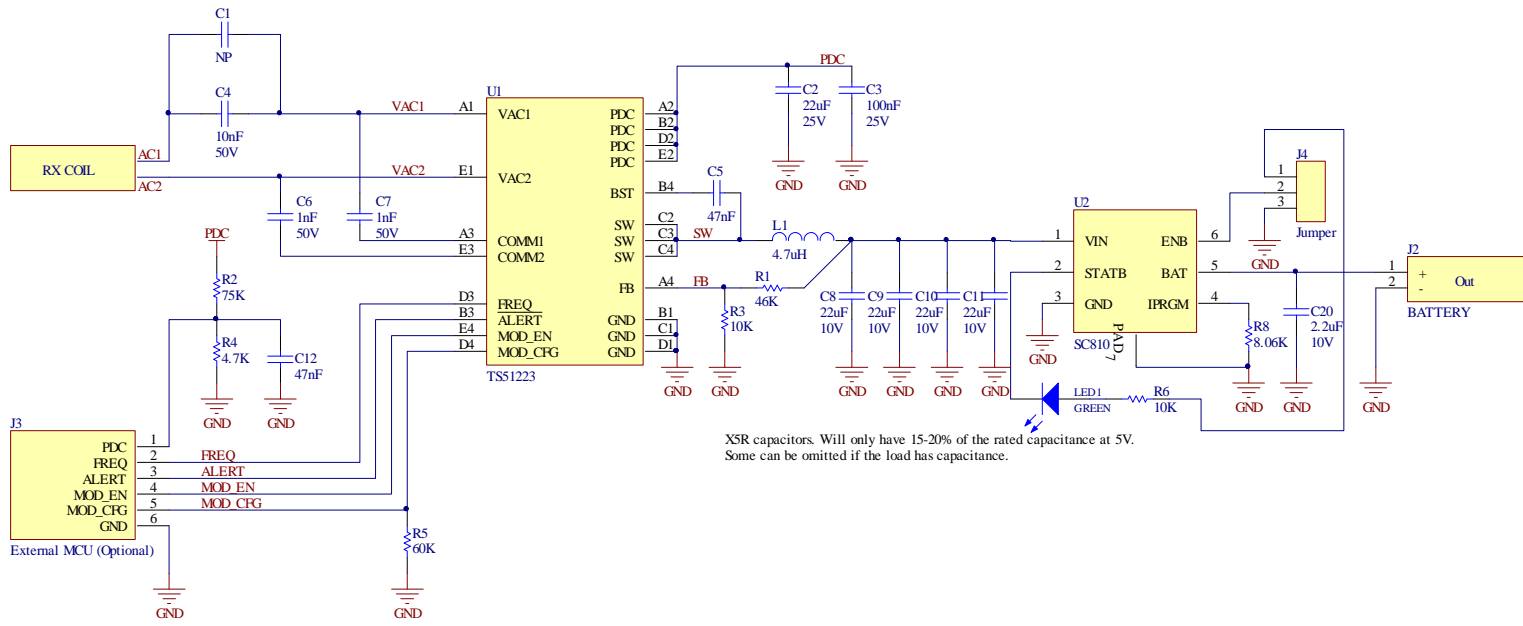 C1
NP
C4
10nF
50V
RX COIL
AC1
AC2
VAC1
VAC2
A1
E1
C6
1nF
50V
C7
1nF
50V
A3
E3
PDC
R2
75K
R4
4.7K
C12
47nF
GND
GND
D3
B3
E4
D4
U1
VAC1
VAC2
COMM1
COMM2
FREQ
ALERT
MOD_EN
MOD_CFG
PDC
PDC
PDC
PDC
BST
SW
SW
SW
FB
GND
GND
GND
TS51223
A2
B2
D2
E2
B4
C2
C3
C4
A4
B1
C1
D1
GND
PDC
C2
22uF
25V
C3
100nF
25V
GND
GND
C5
47nF
SW
L1
4.7uH
FB
R1
46K
R3
10K
GND
C8
22uF
10V
C9
22uF
10V
C10
22uF
10V
C11
22uF
10V
GND
GND
GND
GND
U2
1
2
3
VIN
STATB
GND
ENB
BAT
IPRGM
PAD
7
6
5
4
SC810
GND
J4
1
2
3
Jumper
GND
R8
8.06K
GND
C20
2.2uF
10V
GND
J2
1
2
+
-
Out
BATTERY
GND
LED1
GREEN
R6
10K
X5R capacitors. Will only have 15-20% of the rated capacitance at 5V.
Some can be omitted if the load has capacitance.
J3
PDC
FREQ
ALERT
MOD_EN
MOD_CFG
GND
1
2
3
4
5
6
External MCU (Optional)
FREQ
ALERT
MOD_EN
MOD_CFG
GND
R5
60K
GND